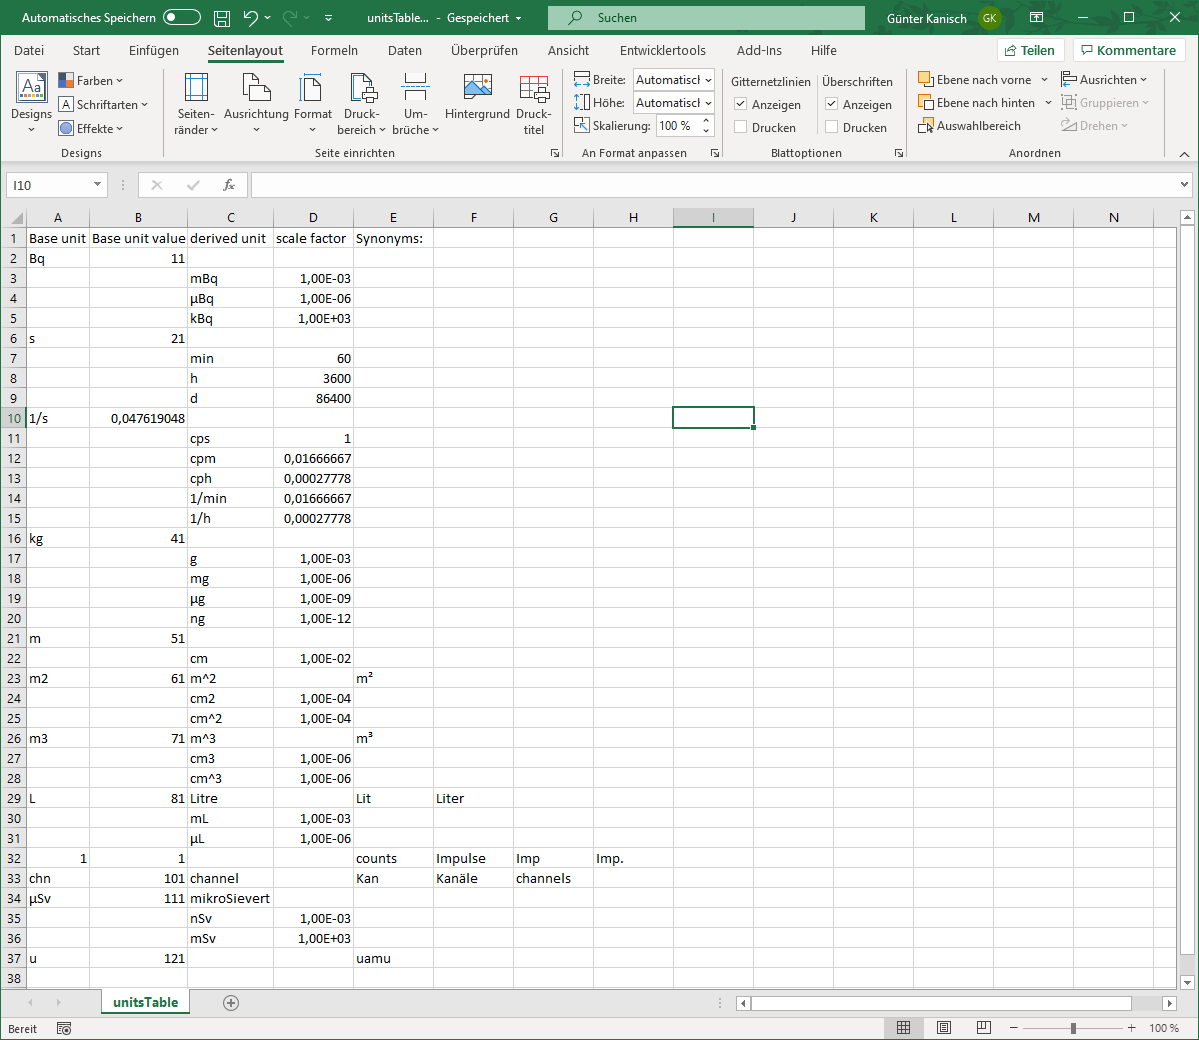 Automatisches Speichern unitsTable... - Gespeichert Suchen Günter Kanisch GK
Datei Start Einfügen Seitenlayout Formeln Daten Überprüfen Ansicht Entwicklertools Add-Ins Hilfe Teilen Kommentare
Aa Designs
Farben
Schriftarten
Effekte
Designs
Seiten-
ränder
Ausrichtung
Format
Druck-
bereich
Um-
brüche
Hintergrund
Druck-
titel
Seite einrichten
Breite: Automatisch
Höhe: Automatisch
Skalierung: 100 %
An Format anpassen
Gitternetzlinien Überschriften
Anzeigen Anzeigen
Drucken Drucken
Blattoptionen
Ebene nach vorne
Ebene nach hinten
Auswahlbereich
Ausrichten
Gruppieren
Drehen
Anordnen
I10 fx
A B C D E F G H I J K L M N
1 Base unit Base unit value derived unit scale factor Synonyms:
2 Bq 11
3 mBq 1,00E-03
4 µBq 1,00E-06
5 kBq 1,00E+03
6 s 21
7 min 60
8 h 3600
9 d 86400
10 1/s 0,047619048
11 cps 1
12 cpm 0,01666667
13 cph 0,00027778
14 1/min 0,01666667
15 1/h 0,00027778
16 kg 41
17 g 1,00E-03
18 mg 1,00E-06
19 µg 1,00E-09
20 ng 1,00E-12
21 m 51
22 cm 1,00E-02
23 m2 61 m^2 m²
24 cm2 1,00E-04
25 cm^2 1,00E-04
26 m3 71 m^3 m³
27 cm3 1,00E-06
28 cm^3 1,00E-06
29 L 81 Litre Lit Liter
30 mL 1,00E-03
31 µL 1,00E-06
32 1 1 counts Impulse Imp Imp.
33 chn 101 channel Kan Kanäle channels
34 µSv 111 mikroSievert
35 nSv 1,00E-03
36 mSv 1,00E+03
37 u 121 uamu
38
unitsTable
Bereit 100 %